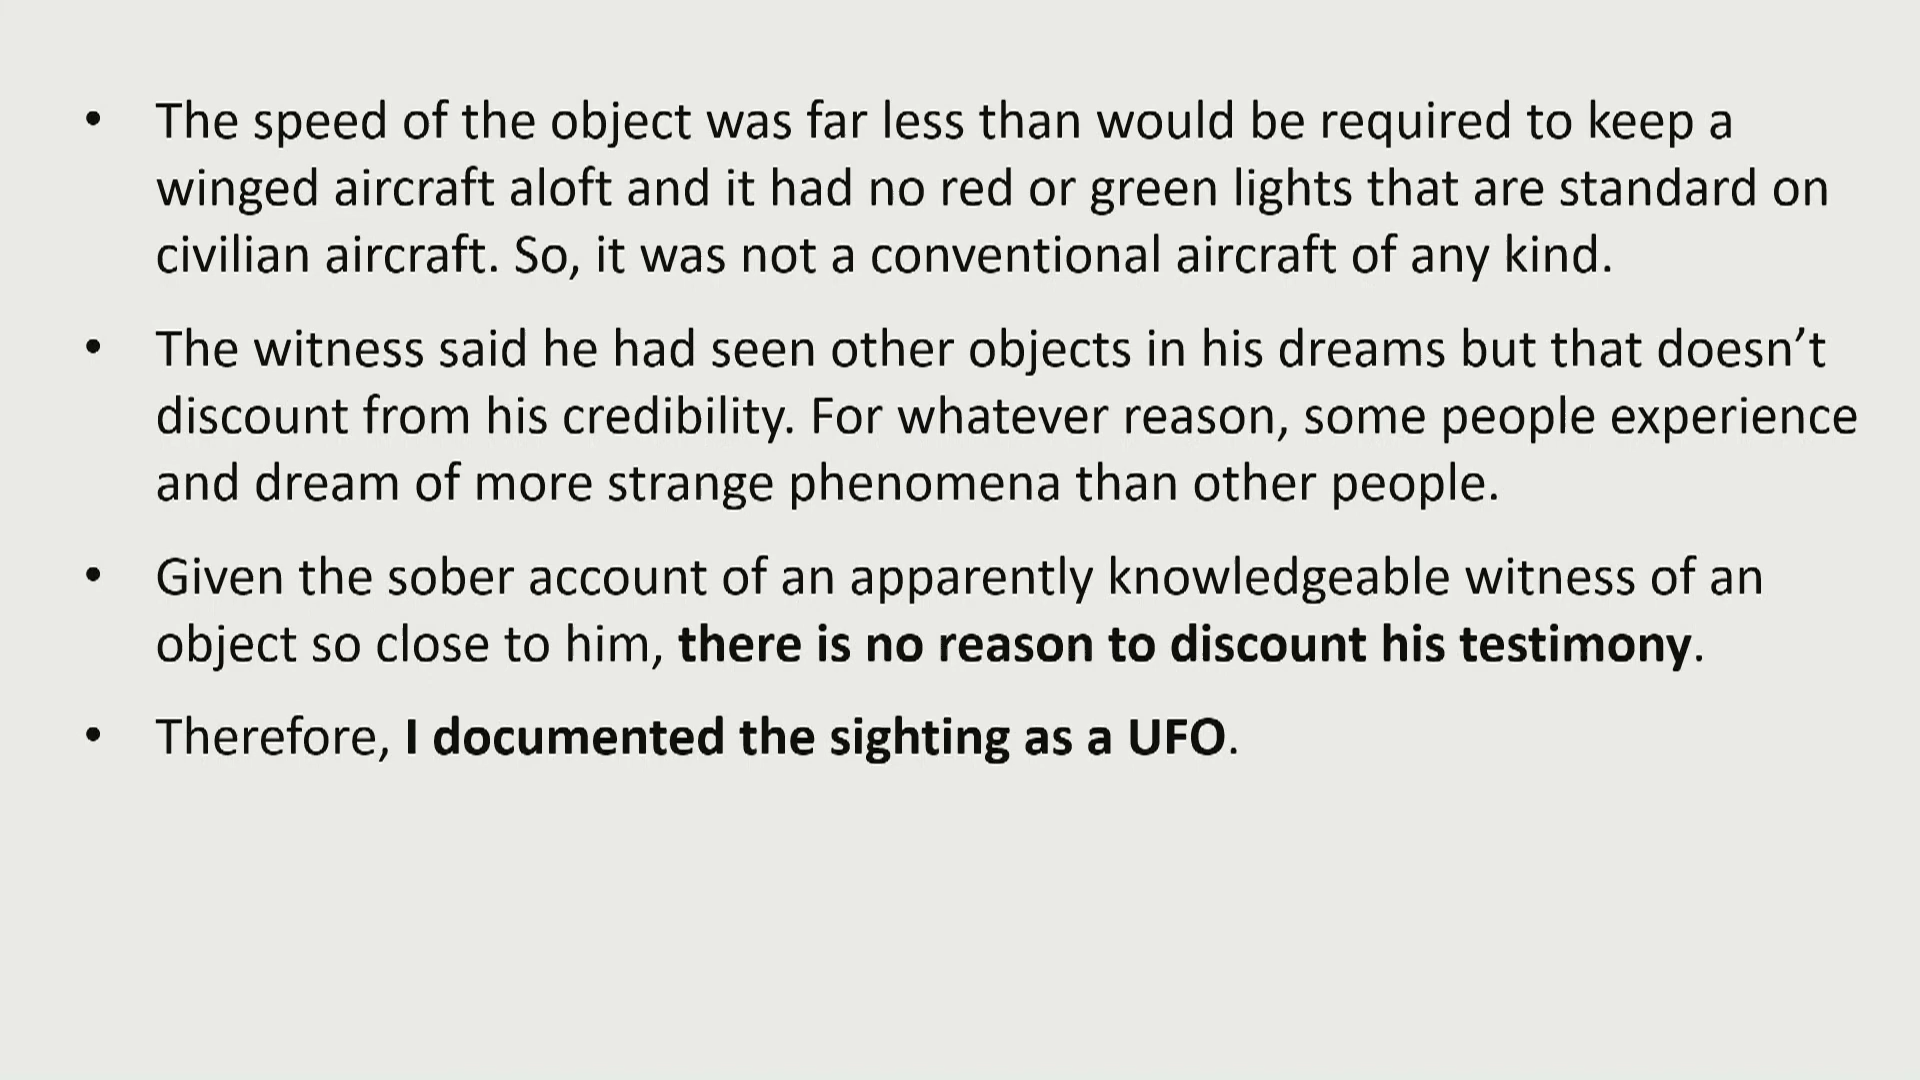 • The speed of the object was far less than would be required to keep a
winged aircraft aloft and it had no red or green lights that are standard on
civilian aircraft. So, it was not a conventional aircraft of any kind.
• The witness said he had seen other objects in his dreams but that doesn’t
discount from his credibility. For whatever reason, some people experience
and dream of more strange phenomena than other people.
• Given the sober account of an apparently knowledgeable witness of an
object so close to him, there is no reason to discount his testimony.
• Therefore, I documented the sighting as a UFO.